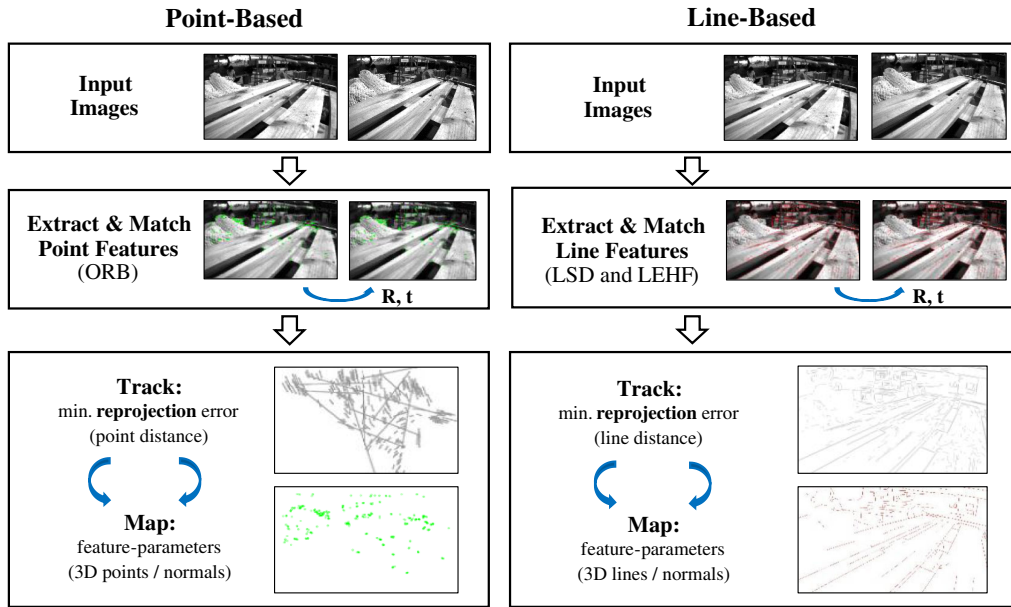 Point-Based
Input
Images
Extract & Match
Point Features
(ORB)
R, t
Track:
min. reprojection error
(point distance)
Map:
feature-parameters
(3D points / normals)
Line-Based
Input
Images
Extract & Match
Line Features
(LSD and LEHF)
R, t
Track:
min. reprojection error
(line distance)
Map:
feature-parameters
(3D lines / normals)